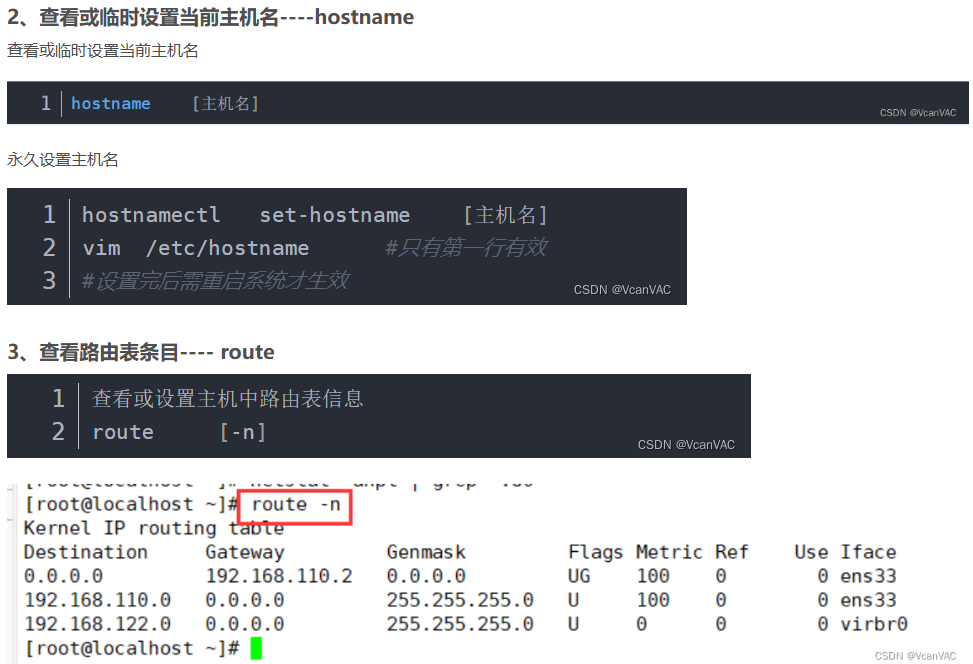 2、查看或临时设置当前主机名----hostname
查看或临时设置当前主机名
1 hostname [主机名]
CSDN @VcanVAC
永久设置主机名
1 hostnamectl set-hostname [主机名]
2 vim /etc/hostname #只有第一行有效
3 #设置完后需重启系统才生效
CSDN @VcanVAC
3、查看路由表条目---- route
1 查看或设置主机中路由表信息
2 route [-n]
CSDN @VcanVAC
[root@localhost ~]# route -n
Kernel IP routing table
Destination Gateway Genmask Flags Metric Ref Use Iface
0.0.0.0 192.168.110.2 0.0.0.0 UG 100 0 0 ens33
192.168.110.0 0.0.0.0 255.255.255.0 U 100 0 0 ens33
192.168.122.0 0.0.0.0 255.255.255.0 U 0 0 0 virbr0
[root@localhost ~]#
CSDN @VcanVAC